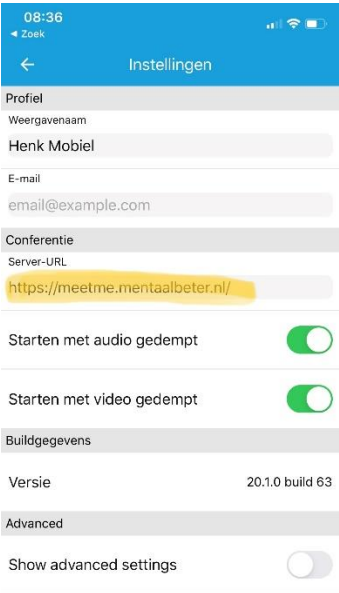 08:36
◄ Zoek
Instellingen
Profiel
Weergavenaam
Henk Mobiel
E-mail
email@example.com
Conferentie
Server-URL
https://meetme.mentaalbeter.nl/
Starten met audio gedempt
Starten met video gedempt
Buildgegevens
Versie 20.1.0 build 63
Advanced
Show advanced settings